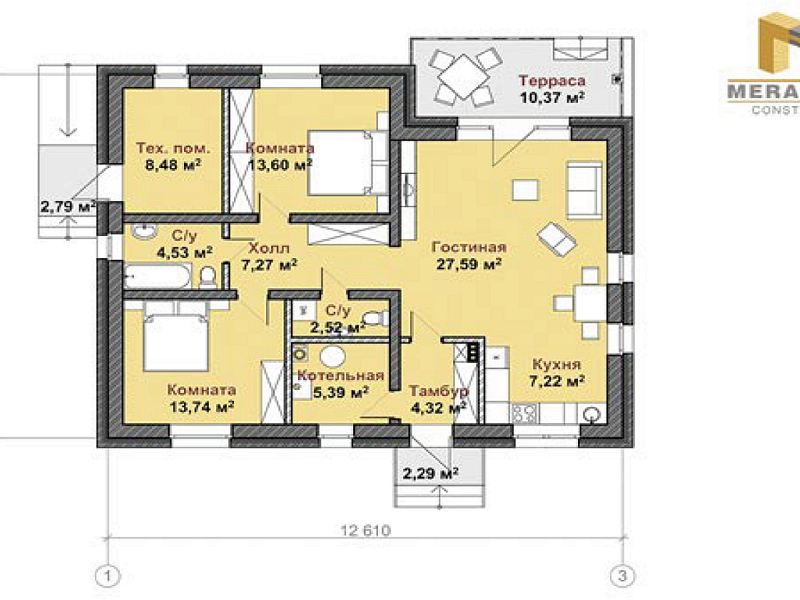 MERA
CONST
Терраса
10,37 м²
Тех. пом.
8,48 м²
Комната
13,60 м²
2,79 м²
С/у
4,53 м²
Холл
7,27 м²
Гостиная
27,59 м²
С/у
2,52 м²
Комната
13,74 м²
Котельная
5,39 м²
Тамбур
4,32 м²
Кухня
7,22 м²
2,29 м²
12 610
1
3